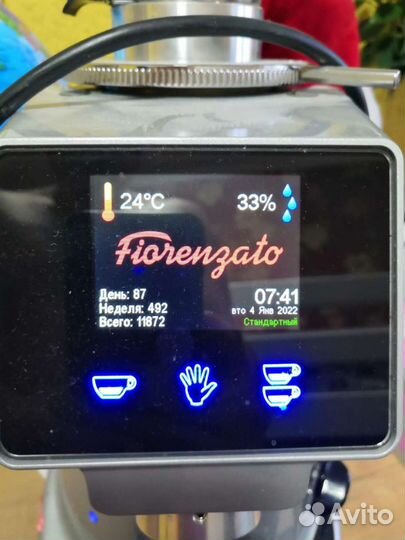 24°C 33%
Fiorenzato
День: 87
Неделя: 492
Всего: 11872
07:41
вто 4 Янв 2022
Стандартный
Avito